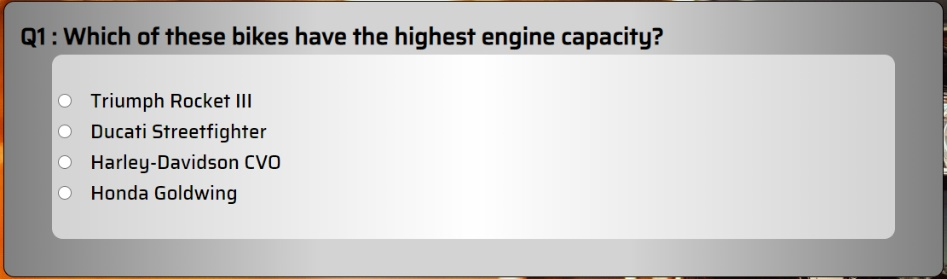 Q1 : Which of these bikes have the highest engine capacity?
Triumph Rocket III
Ducati Streetfighter
Harley-Davidson CVO
Honda Goldwing